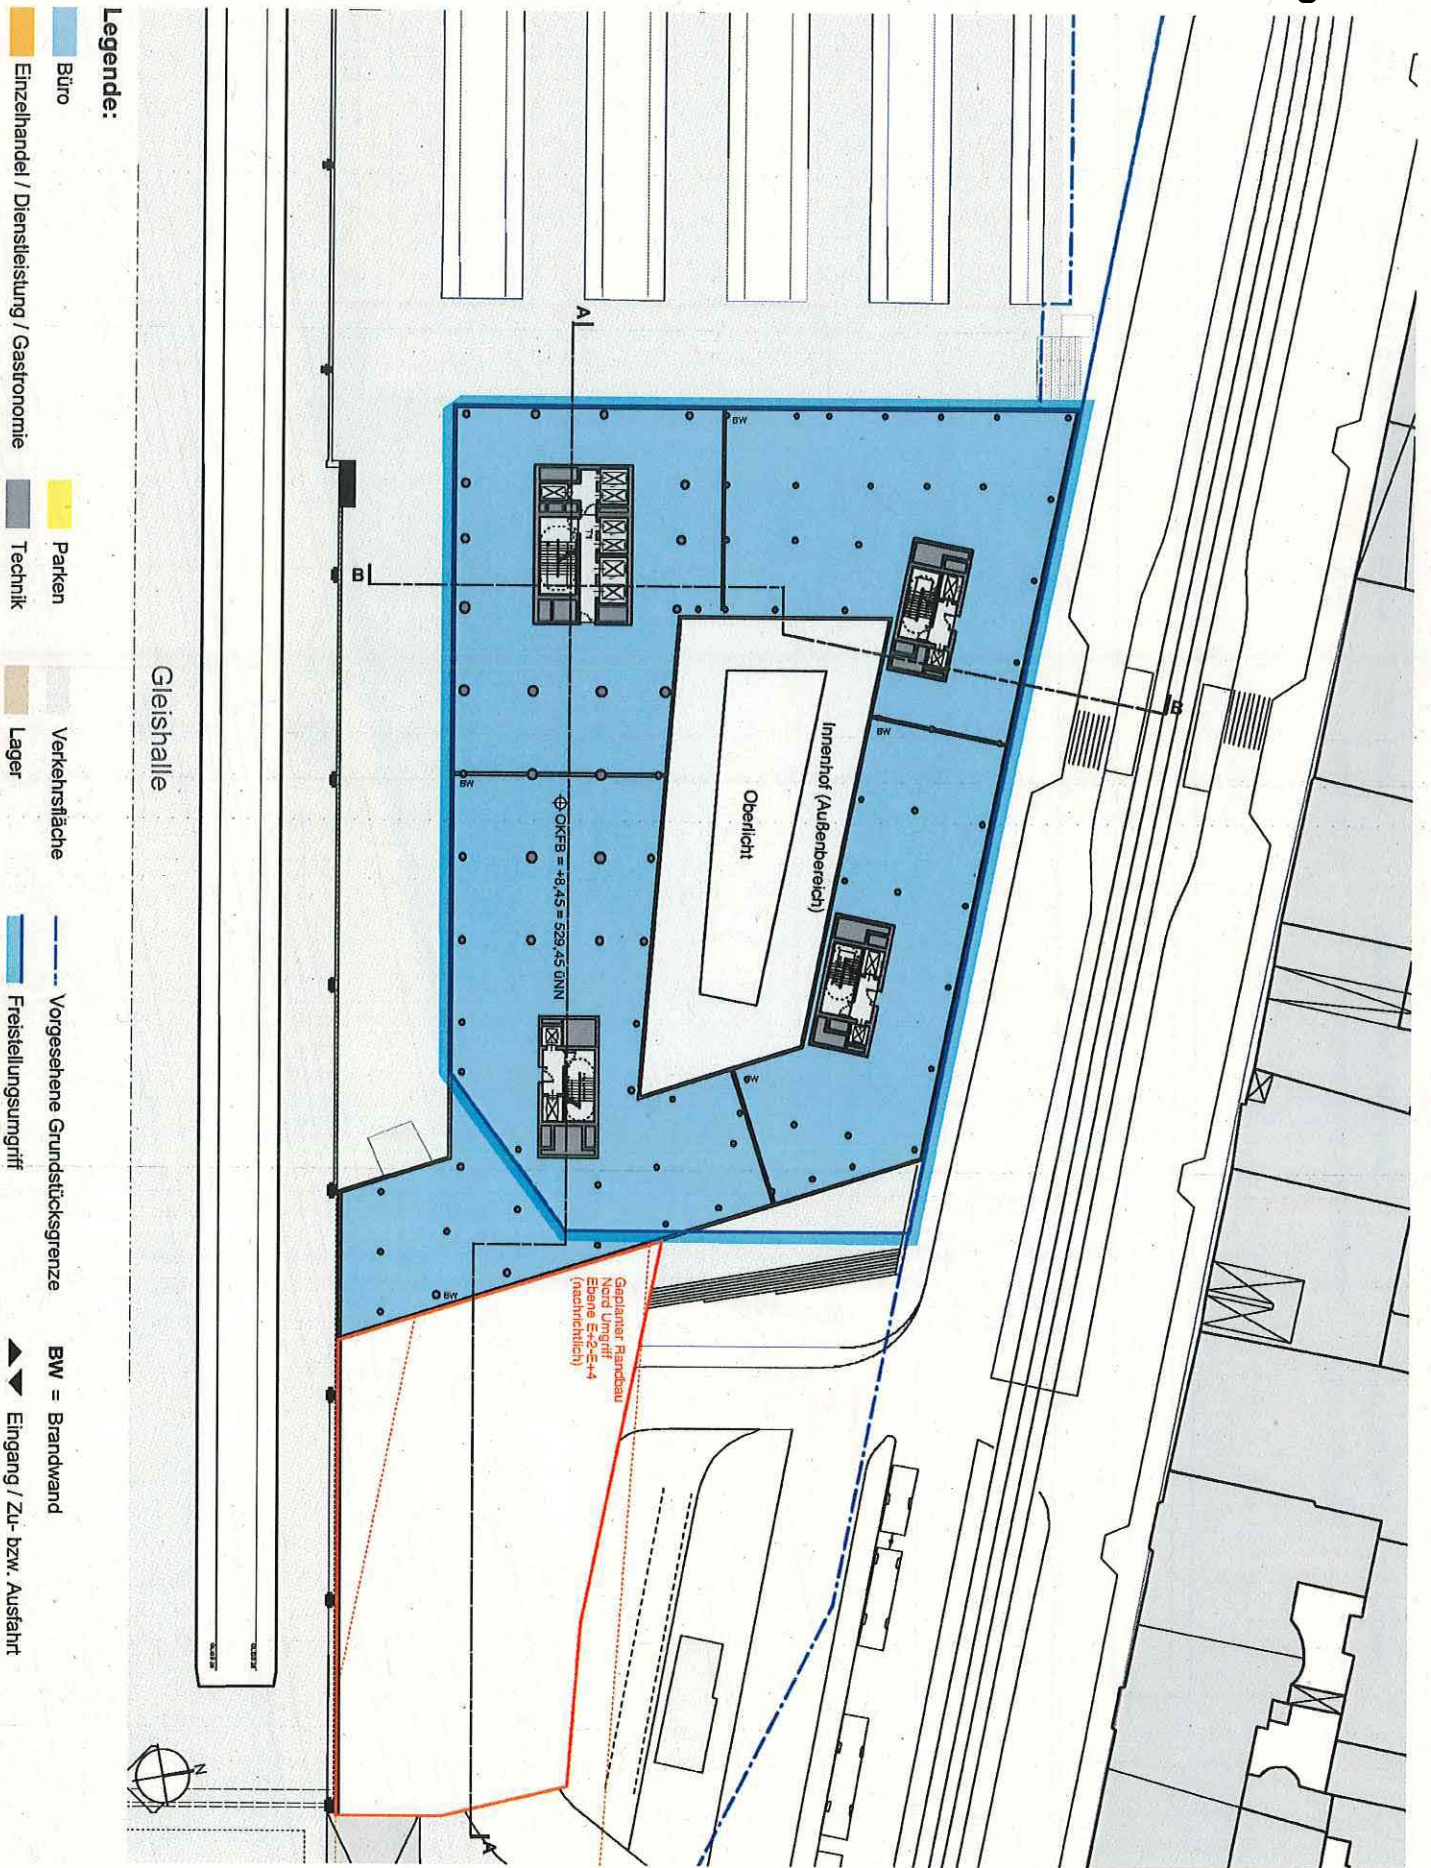 A
BW
B
B
BW
Innenhof (Außenbereich)
Oberlicht
BW
OKFB = +8,45 = 529,45 üNN
BW
BW
Geplanter Randbau
Nord Umgriff
Ebene E+2-E+4
(nachrichtlich)
A
Gleishalle
N
Legende:
Büro
Parken
Verkehrsfläche
Vorgesehene Grundstücksgrenze
BW = Brandwand
Einzelhandel / Dienstleistung / Gastronomie
Technik
Lager
Freistellungsumgriff
Eingang / Zu- bzw. Ausfahrt